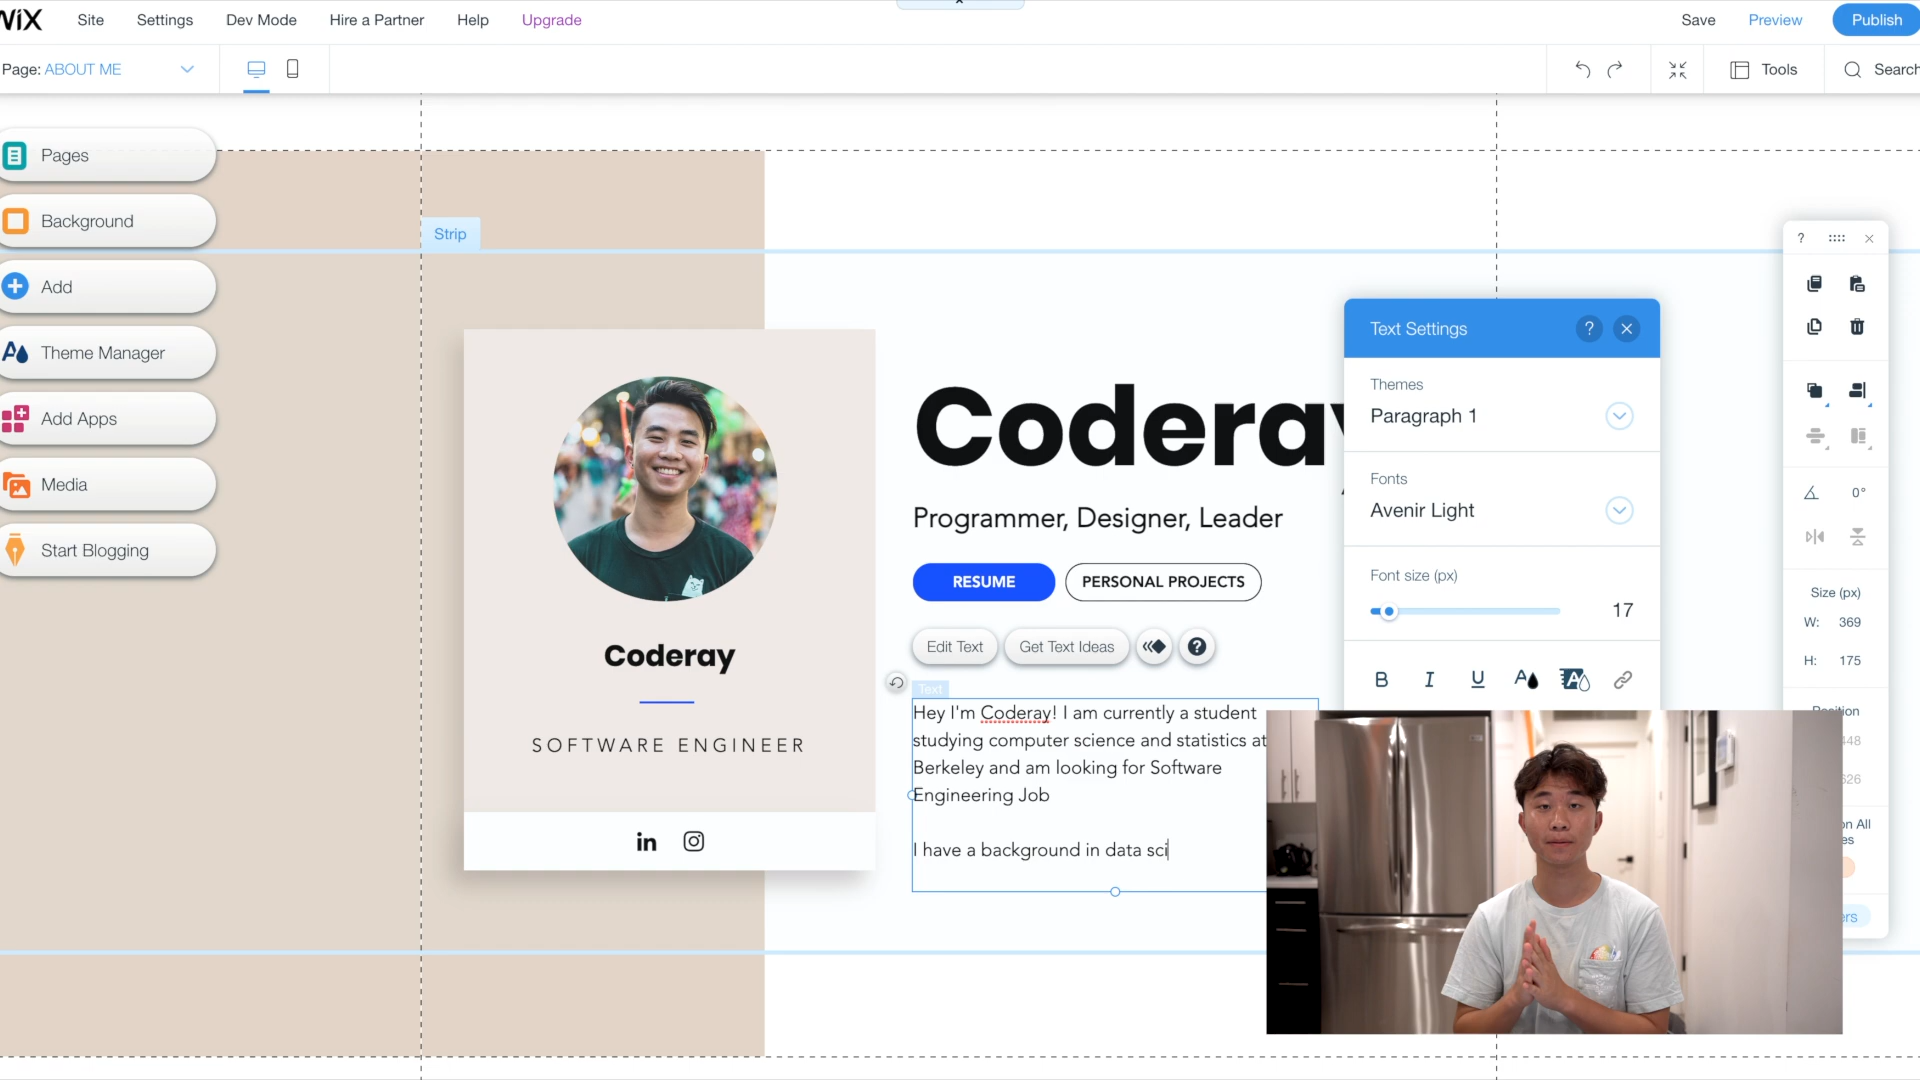 WiX Site Settings Dev Mode Hire a Partner Help Upgrade Save Preview Publish
Page: ABOUT ME Tools Search
Pages
Background
Add
Theme Manager
Add Apps
Media
Start Blogging
Strip
Coderay
SOFTWARE ENGINEER
in
Coderay
Programmer, Designer, Leader
RESUME PERSONAL PROJECTS
Edit Text Get Text Ideas ?
Text
Hey I'm Coderay! I am currently a student
studying computer science and statistics at
Berkeley and am looking for Software
Engineering Job
I have a background in data sci
Text Settings ?
Themes
Paragraph 1
Fonts
Avenir Light
Font size (px)
17
B I U A A
?
0°
Size (px)
W: 369
H: 175